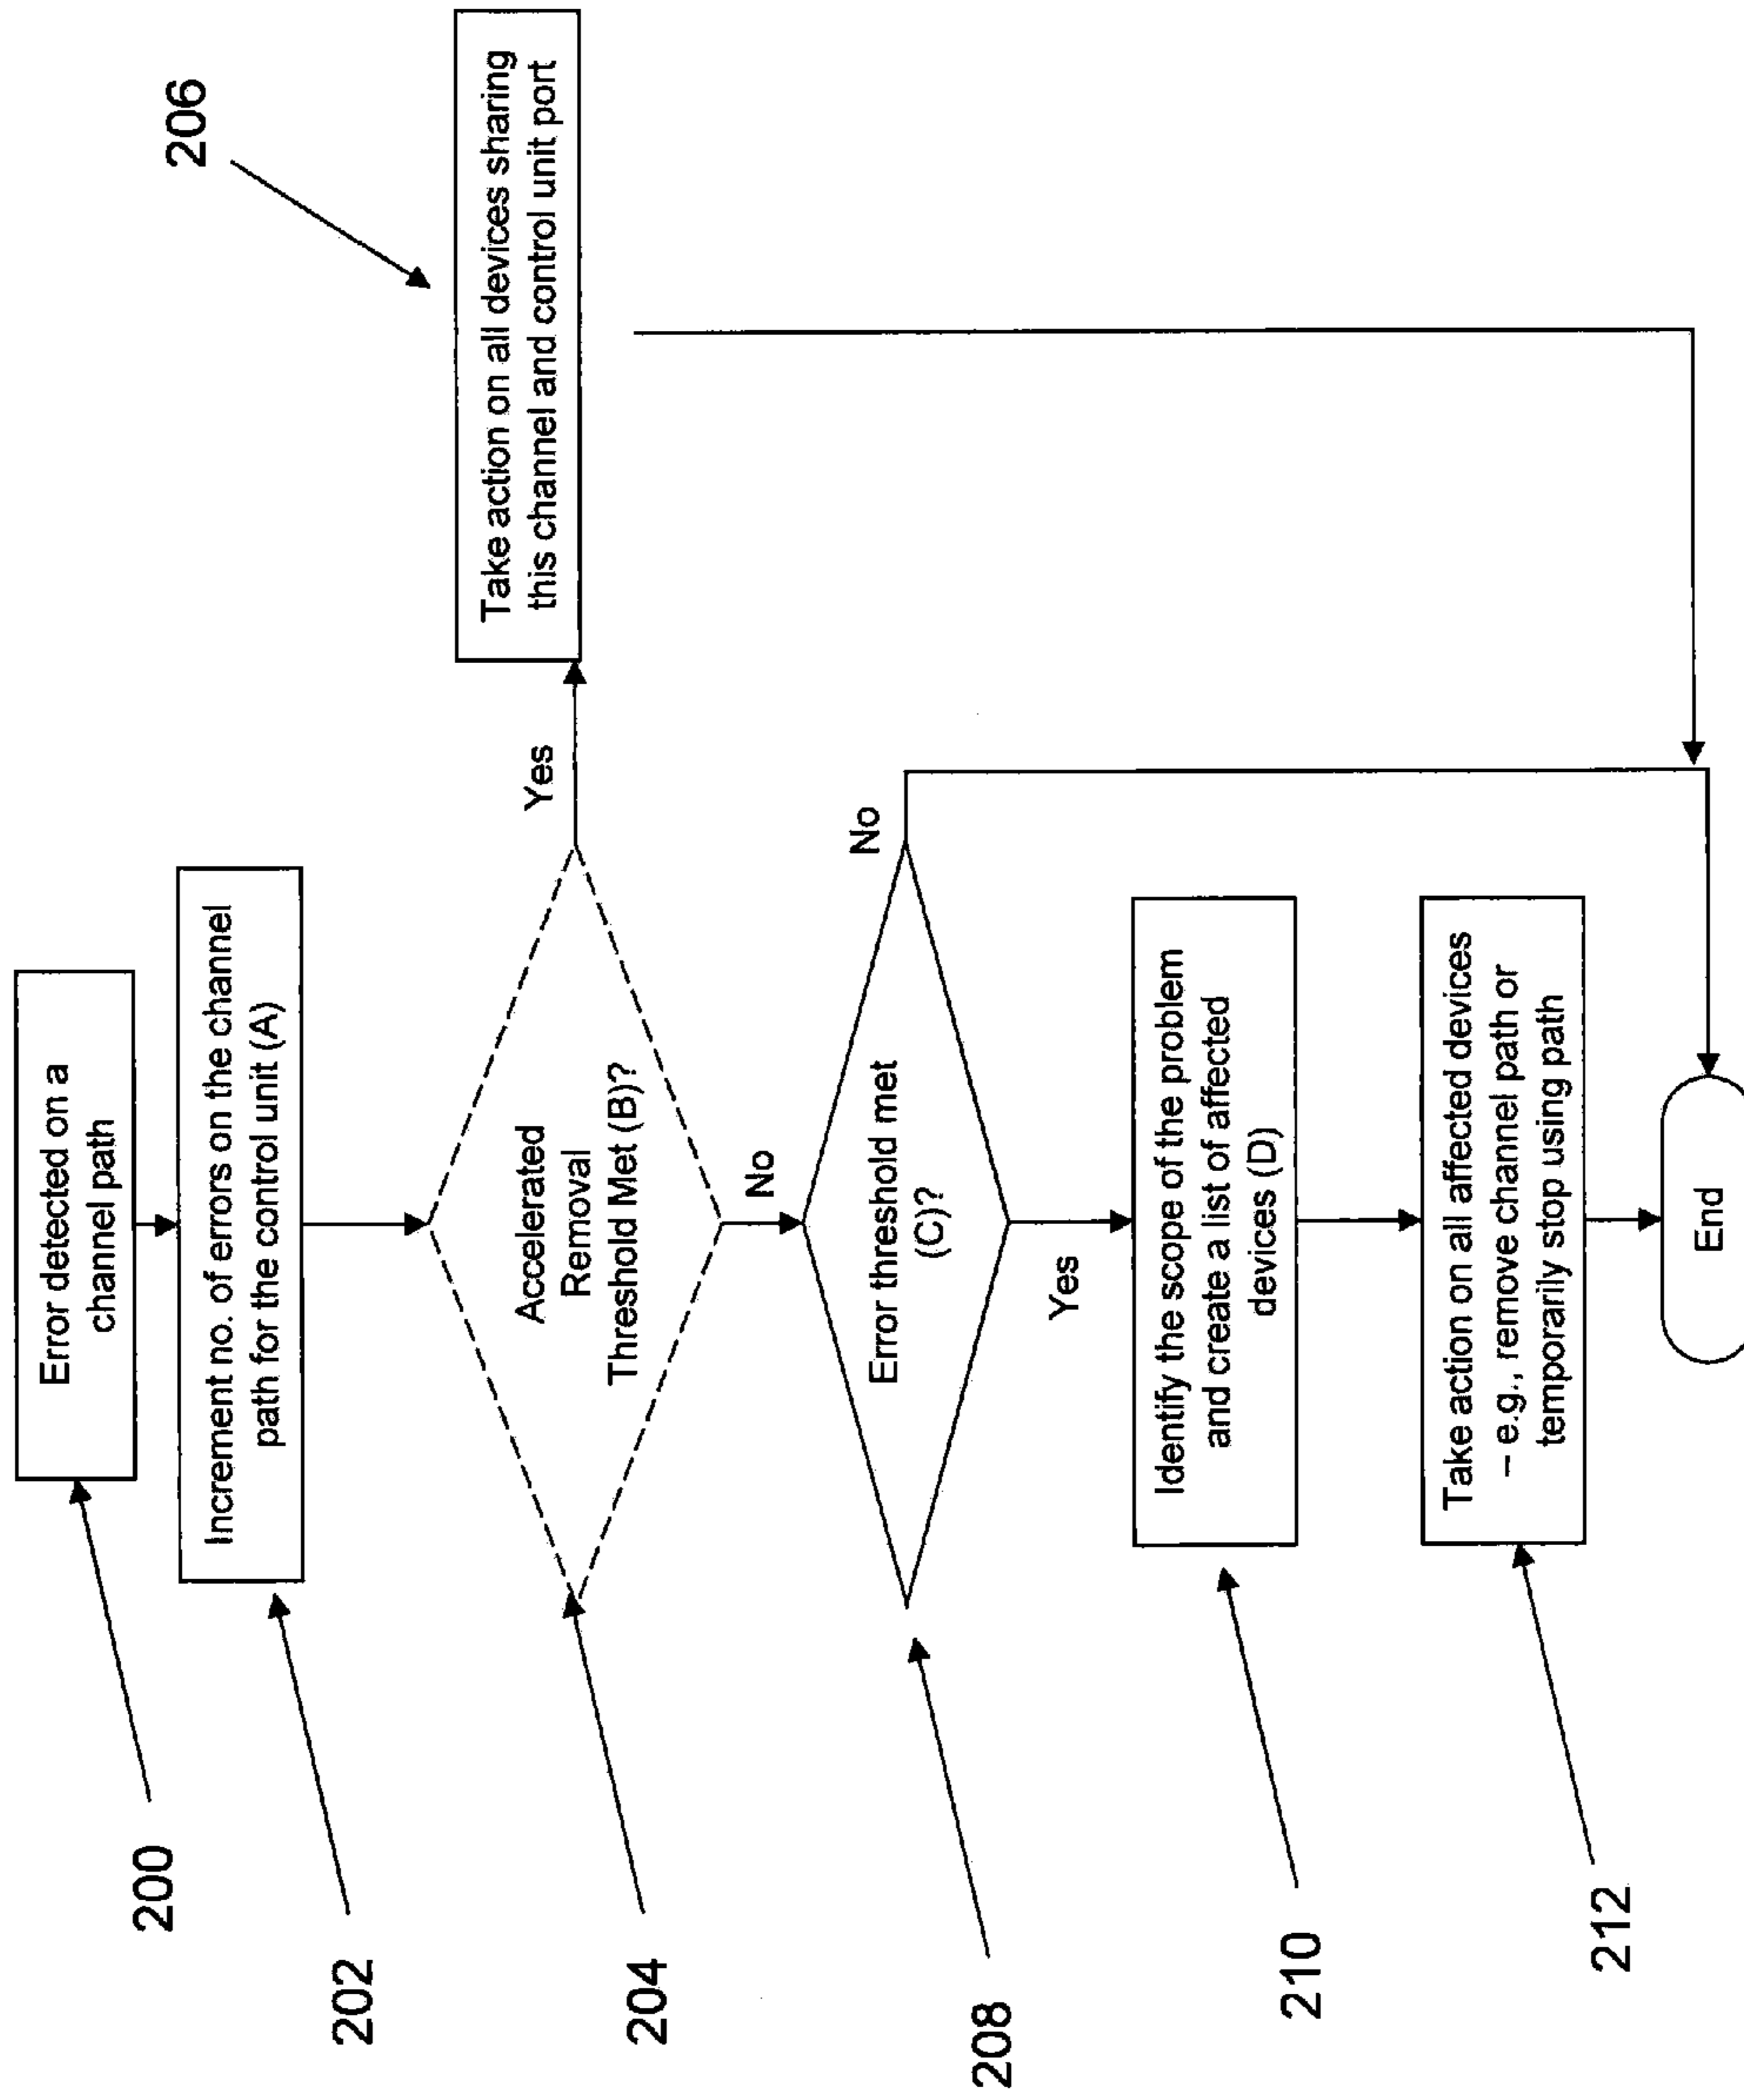 200
Error detected on a
channel path
202
Increment no. of errors on the channel
path for the control unit (A)
204
Accelerated
Removal
Threshold Met (B)?
Yes
206
Take action on all devices sharing
this channel and control unit port
No
208
Error threshold met
(C)?
No
Yes
210
Identify the scope of the problem
and create a list of affected
devices (D)
212
Take action on all affected devices
– e.g., remove channel path or
temporarily stop using path
End